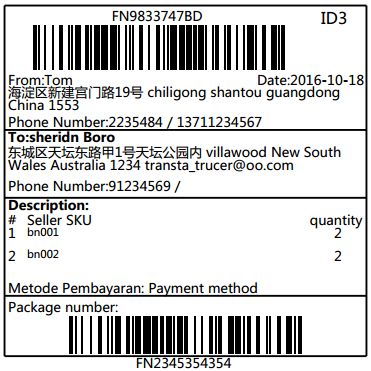 FN9833747BD
ID3
From:Tom Date:2016-10-18
海淀区新建宫门路19号 chiligong shantou guangdong
China 1553
Phone Number:2235484 / 13711234567
To:sheridn Boro
东城区天坛东路甲1号天坛公园内 villawood New South
Wales Australia 1234 transta_trucer@oo.com
Phone Number:91234569 /
Description:
# Seller SKU quantity
1 bn001 2
2 bn002 2
Metode Pembayaran: Payment method
Package number:
FN2345354354